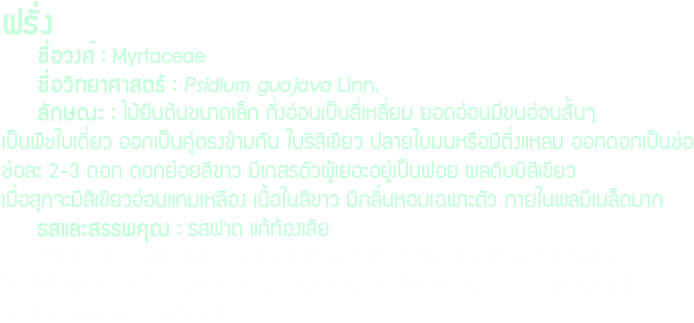 ฝรั่ง
ชื่อวงศ์ : Myrtaceae
ชื่อวิทยาศาสตร์ : Psidium guajava Linn.
ลักษณะ : ไม้ยืนต้นขนาดเล็ก กิ่งอ่อนเป็นสี่เหลี่ยม ยอดอ่อนมีขนอ่อนสั้นๆ
เป็นพืชใบเดี่ยว ออกเป็นคู่ตรงข้ามกัน ใบรีสีเขียว ปลายใบมนหรือมีติ่งแหลม ออกดอกเป็นช่อ
ช่อละ 2-3 ดอก ดอกย่อยสีขาว มีเกสรตัวผู้เยอะอยู่เป็นฝอย ผลดิบมีสีเขียว
เมื่อสุกจะมีสีเขียวอ่อนแกมเหลือง เนื้อในสีขาว มีกลิ่นหอมเฉพาะตัว ภายในผลมีเมล็ดมาก
รสและสรรพคุณ : รสฝาด แก้ท้องเสีย